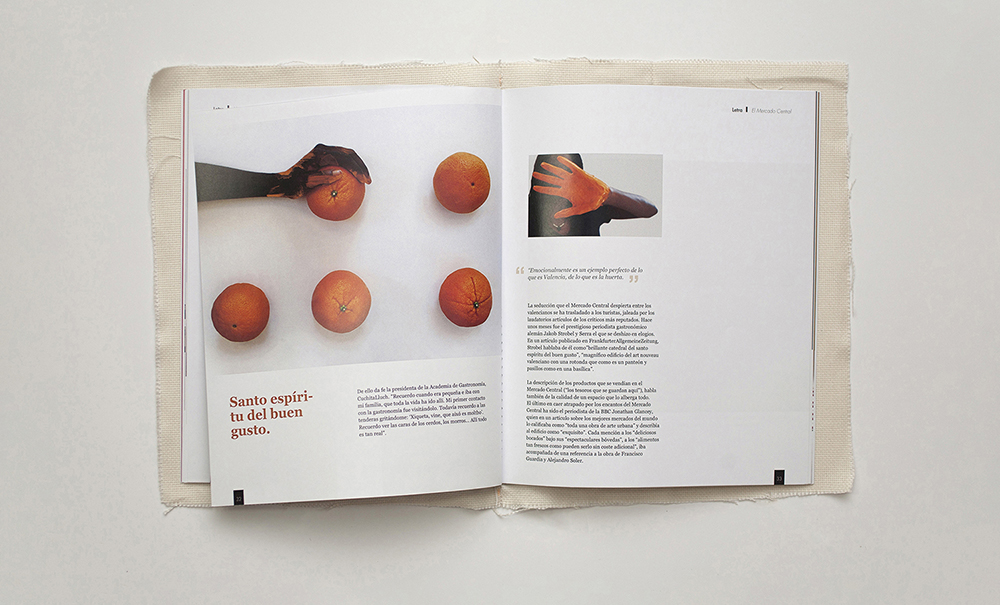 Santo espíri-
tu del buen
gusto.
De ello da fe la presidenta de la Academia de Gastronomía,
CuchitaLluch. "Recuerdo cuando era pequeña e iba con
mi familia, que toda la vida ha ido allí. Mi primer contacto
con la gastronomía fue visitándolo. Todavía recuerdo a las
tenderas gritándome: 'Xiqueta, vine, que aixó es mol·be'.
Recuerdo ver las caras de los cerdos, los morros... Allí todo
es tan real".
33
Letra El Mercado Central
"Emocionalmente es un ejemplo perfecto de lo
que es Valencia, de lo que es la huerta.
La seducción que el Mercado Central despierta entre los
valencianos se ha trasladado a los turistas, jaleada por los
laudatorios artículos de los críticos más reputados. Hace
unos meses fue el prestigioso periodista gastronómico
alemán Jakob Strobel y Serra el que se deshizo en elogios.
En un artículo publicado en FrankfurterAllgemeineZeitung,
Strobel hablaba de él como "brillante catedral del santo
espíritu del buen gusto", "magnífico edificio del art nouveau
valenciano con una rotonda que como es un panteón y
pasillos como en una basílica".
La descripción de los productos que se vendían en el
Mercado Central ("los tesoros que se guardan aquí"), habla
también de la calidad de un espacio que lo alberga todo.
El último en caer atrapado por los encantos del Mercado
Central ha sido el periodista de la BBC Jonathan Glancey,
quien en un artículo sobre los mejores mercados del mundo
lo calificaba como "toda una obra de arte urbana" y describía
al edificio como "exquisito". Cada mención a los "deliciosos
bocados" bajo sus "espectaculares bóvedas", a los "alimentos
tan frescos como pueden serlo sin coste adicional", iba
acompañada de una referencia a la obra de Francisco
Guardia y Alejandro Soler.
33